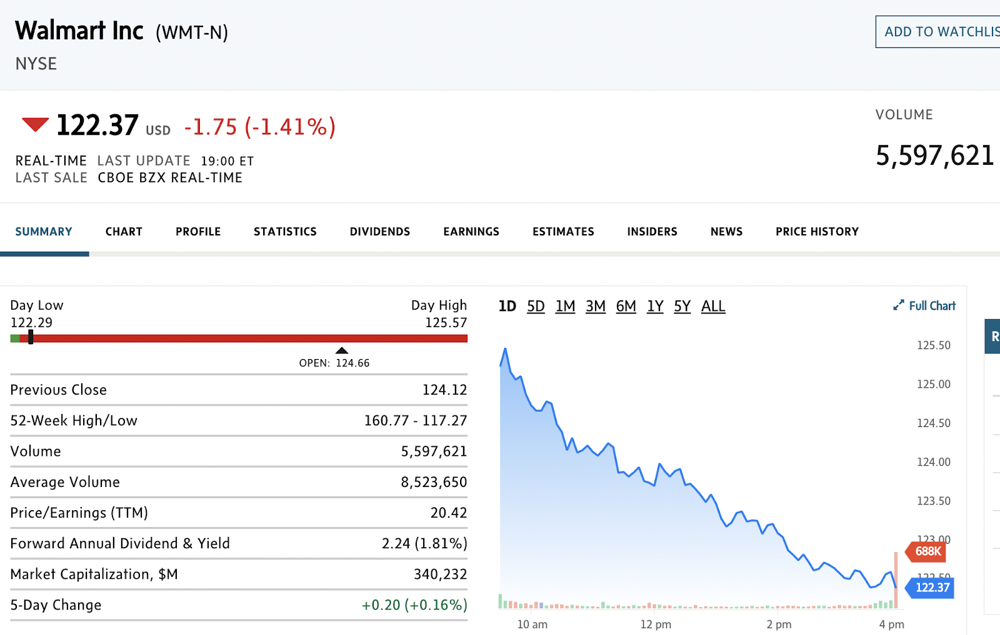 Walmart Inc (WMT-N)
NYSE
ADD TO WATCHLIS
122.37 USD -1.75 (-1.41%)
REAL-TIME LAST UPDATE 19:00 ET
LAST SALE CBOE BZX REAL-TIME
VOLUME
5,597,621
SUMMARY CHART PROFILE STATISTICS DIVIDENDS EARNINGS ESTIMATES INSIDERS NEWS PRICE HISTORY
Day Low Day High
122.29 125.57
OPEN: 124.66
Previous Close 124.12
52-Week High/Low 160.77 - 117.27
Volume 5,597,621
Average Volume 8,523,650
Price/Earnings (TTM) 20.42
Forward Annual Dividend & Yield 2.24 (1.81%)
Market Capitalization, $M 340,232
5-Day Change +0.20 (+0.16%)
1D 5D 1M 3M 6M 1Y 5Y ALL
Full Chart
125.50
125.00
124.50
124.00
123.50
123.00
688K
122.50
122.37
10 am 12 pm 2 pm 4 pm
R